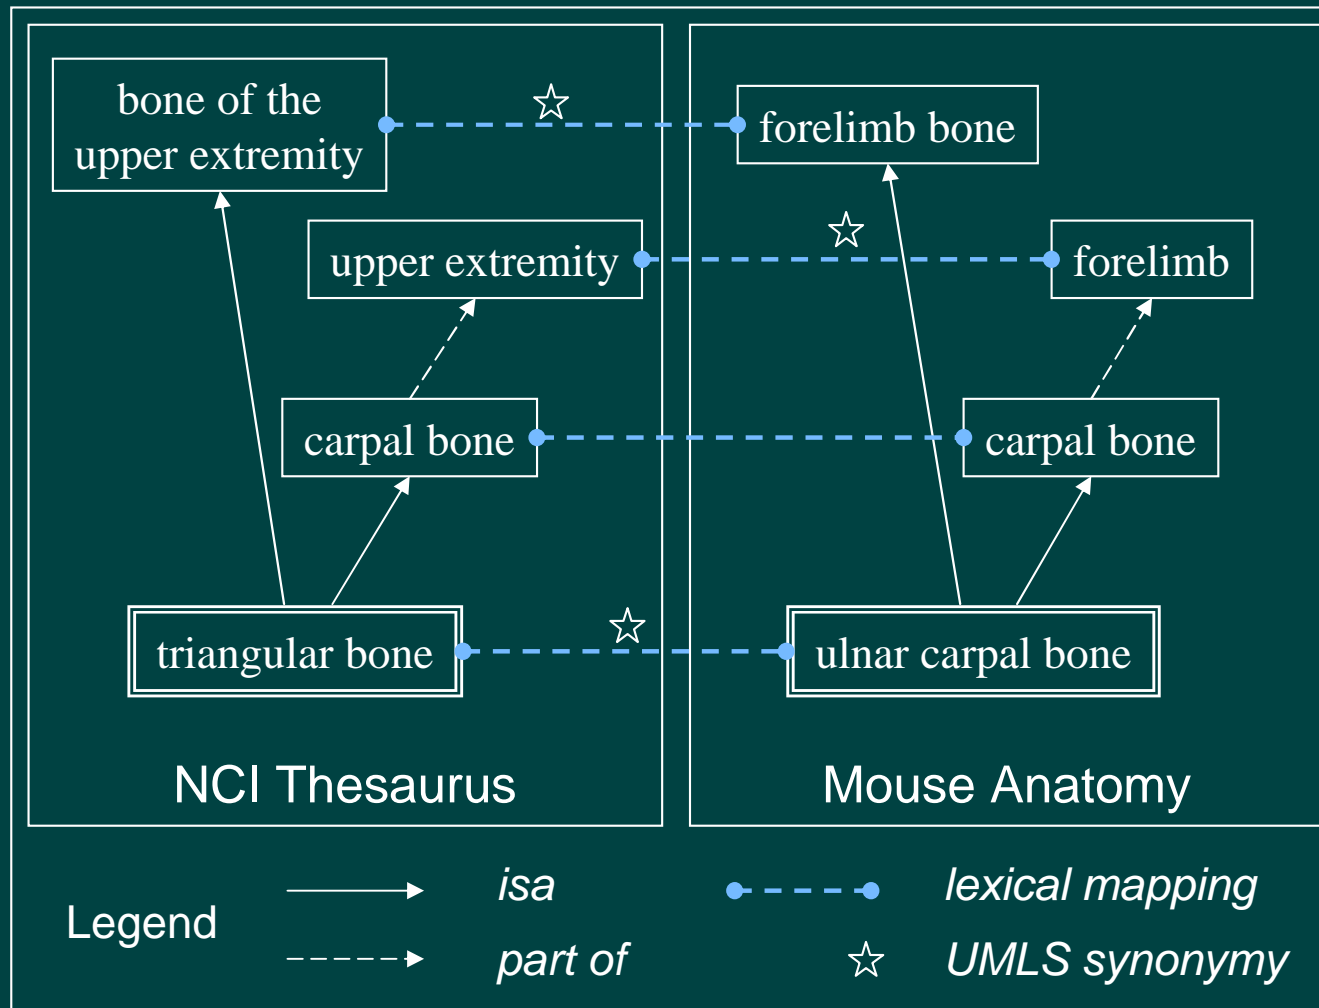 bone of the
upper extremity
forelimb bone
upper extremity
forelimb
carpal bone
carpal bone
triangular bone
ulnar carpal bone
NCI Thesaurus
Mouse Anatomy
Legend
isa
lexical mapping
part of
UMLS synonymy